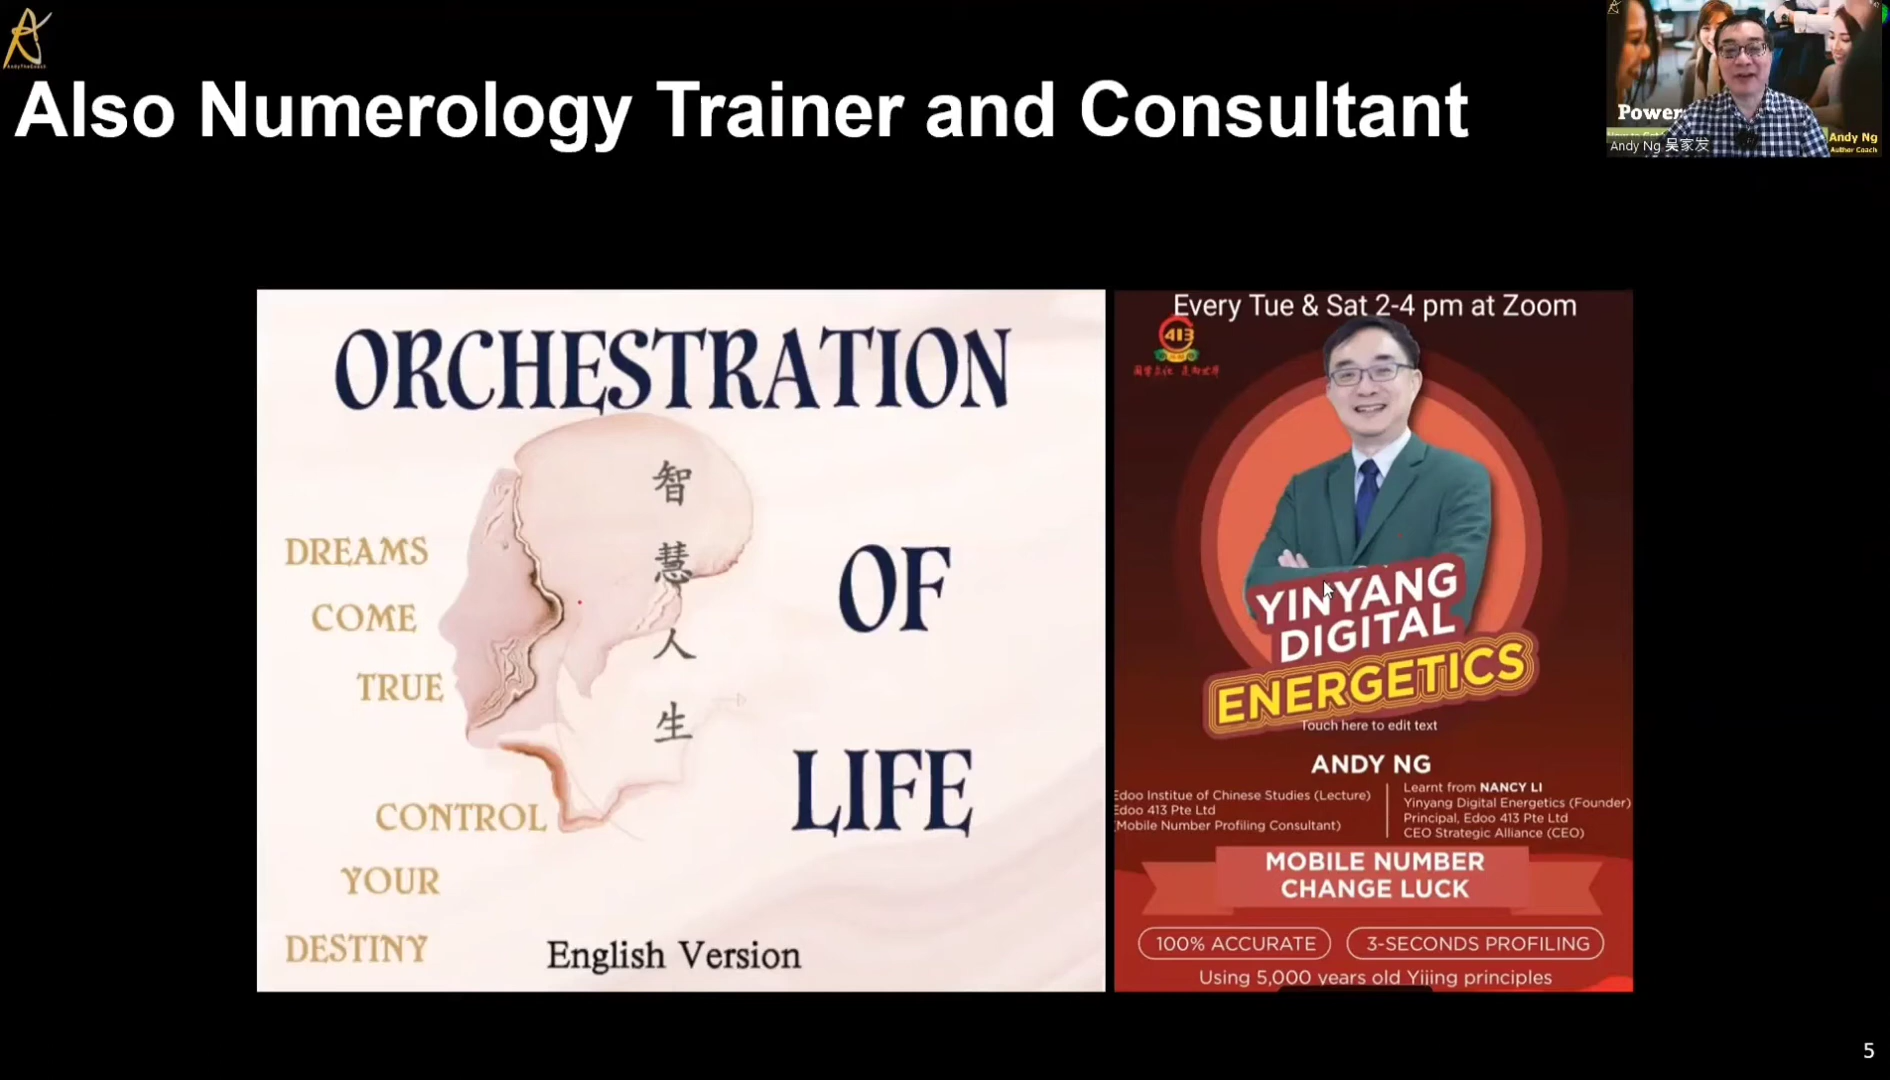 AndyTheCoach
Also Numerology Trainer and Consultant
Power
Andy Ng
Author Coach
Andy Ng 吴家发
ORCHESTRATION
OF
LIFE
智
慧
人
生
DREAMS
COME
TRUE
CONTROL
YOUR
DESTINY
English Version
Every Tue & Sat 2-4 pm at Zoom
413
YINYANG
DIGITAL
ENERGETICS
Touch here to edit text
ANDY NG
Edoo Institue of Chinese Studies (Lecture)
Edoo 413 Pte Ltd
(Mobile Number Profiling Consultant)
Learnt from NANCY LI
Yinyang Digital Energetics (Founder)
Principal, Edoo 413 Pte Ltd
CEO Strategic Alliance (CEO)
MOBILE NUMBER
CHANGE LUCK
100% ACCURATE
3-SECONDS PROFILING
Using 5,000 years old Yijing principles
5